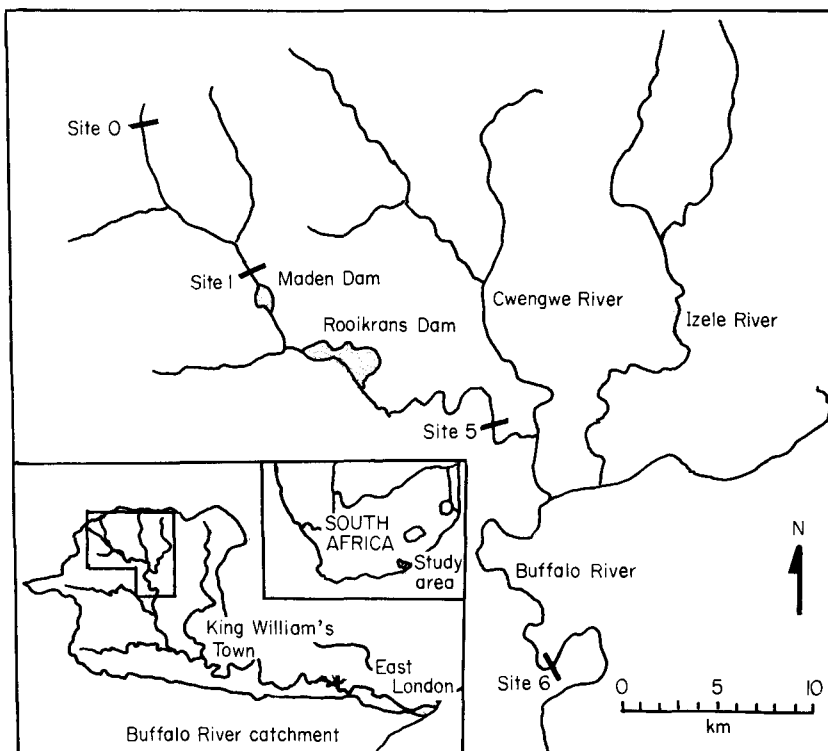 Site 0
Site 1
Maden Dam
Rooikrans Dam
Cwengwe River
Izele River
Site 5
SOUTH
AFRICA
Study
area
N
Buffalo River
King William's
Town
East
London
Site 6
0 5 10
km
Buffalo River catchment